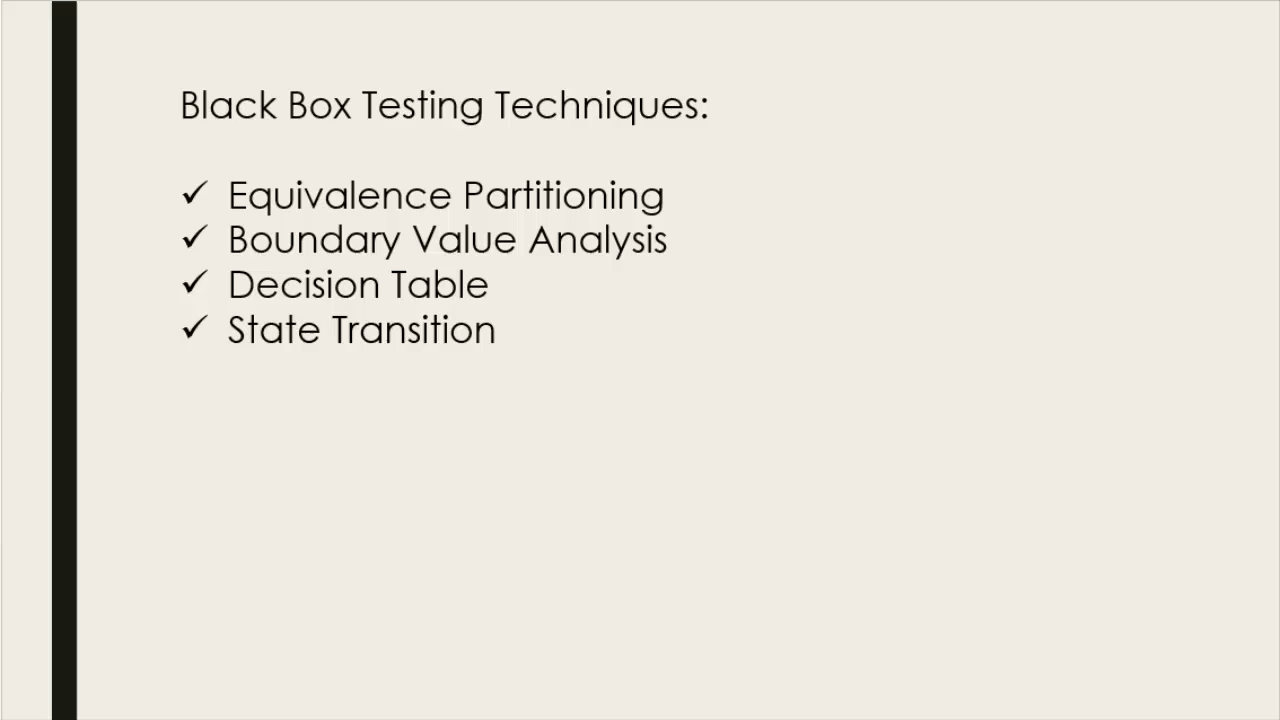 Black Box Testing Techniques:
✓ Equivalence Partitioning
✓ Boundary Value Analysis
✓ Decision Table
✓ State Transition